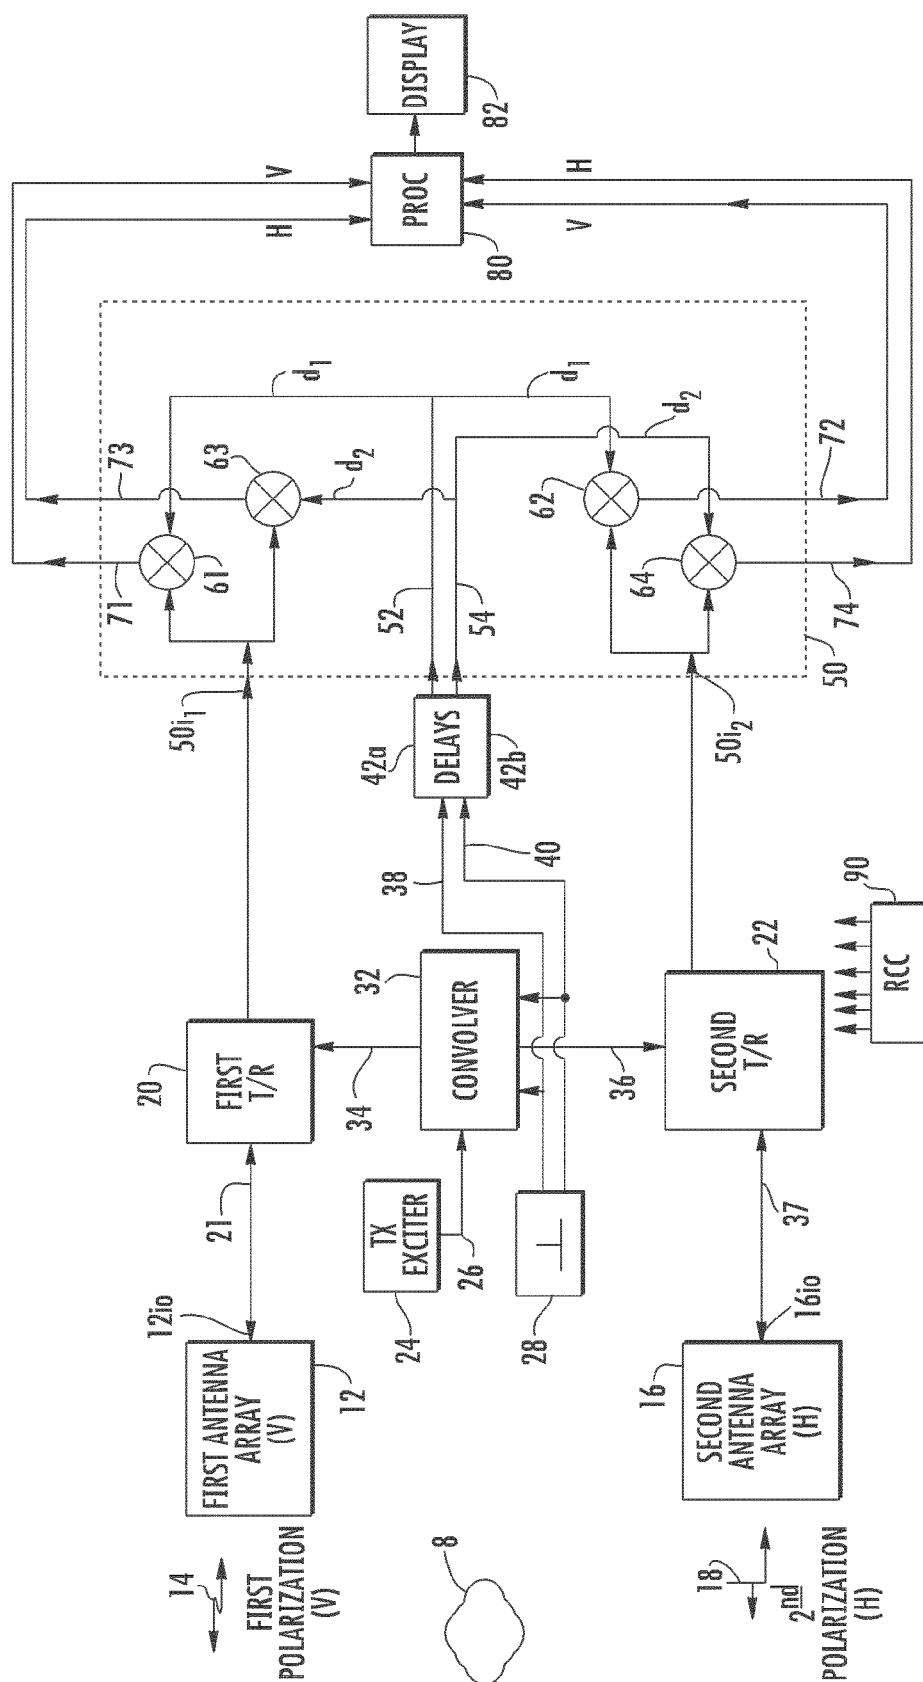 14
FIRST
POLARIZATION
(V)
8
18
2nd
POLARIZATION
(H)
FIRST ANTENNA
ARRAY
(V)
12
12io
21
20
FIRST
T/R
50i1
TX
EXCITER
24
26
28
⊥
34
32
CONVOLVER
36
38
40
42a
DELAYS
42b
16
SECOND
ANTENNA
ARRAY
(H)
16io
37
SECOND
T/R
22
90
RCC
50i2
50
71
73
61
63
d1
d2
52
54
62
64
d1
d2
72
74
H
V
PROC
80
V
H
DISPLAY
82